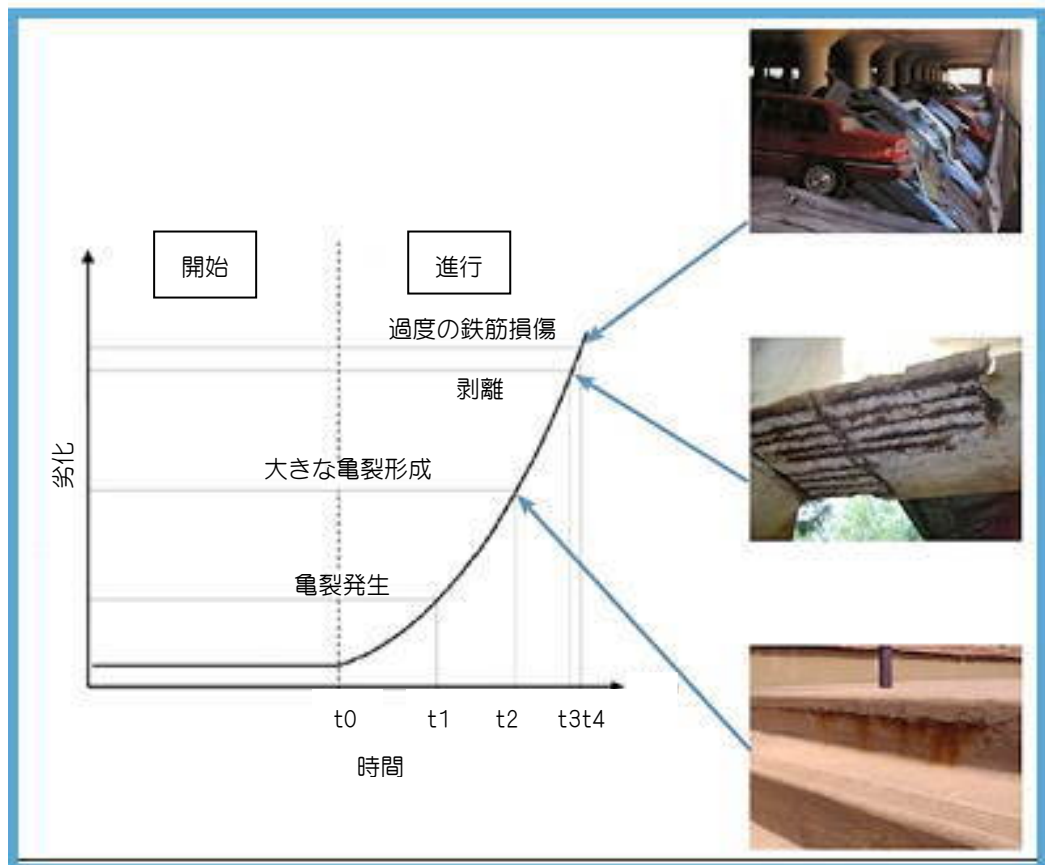 開始
進行
過度の鉄筋損傷
剥離
大きな亀裂形成
亀裂発生
劣化
t0 t1 t2 t3t4
時間